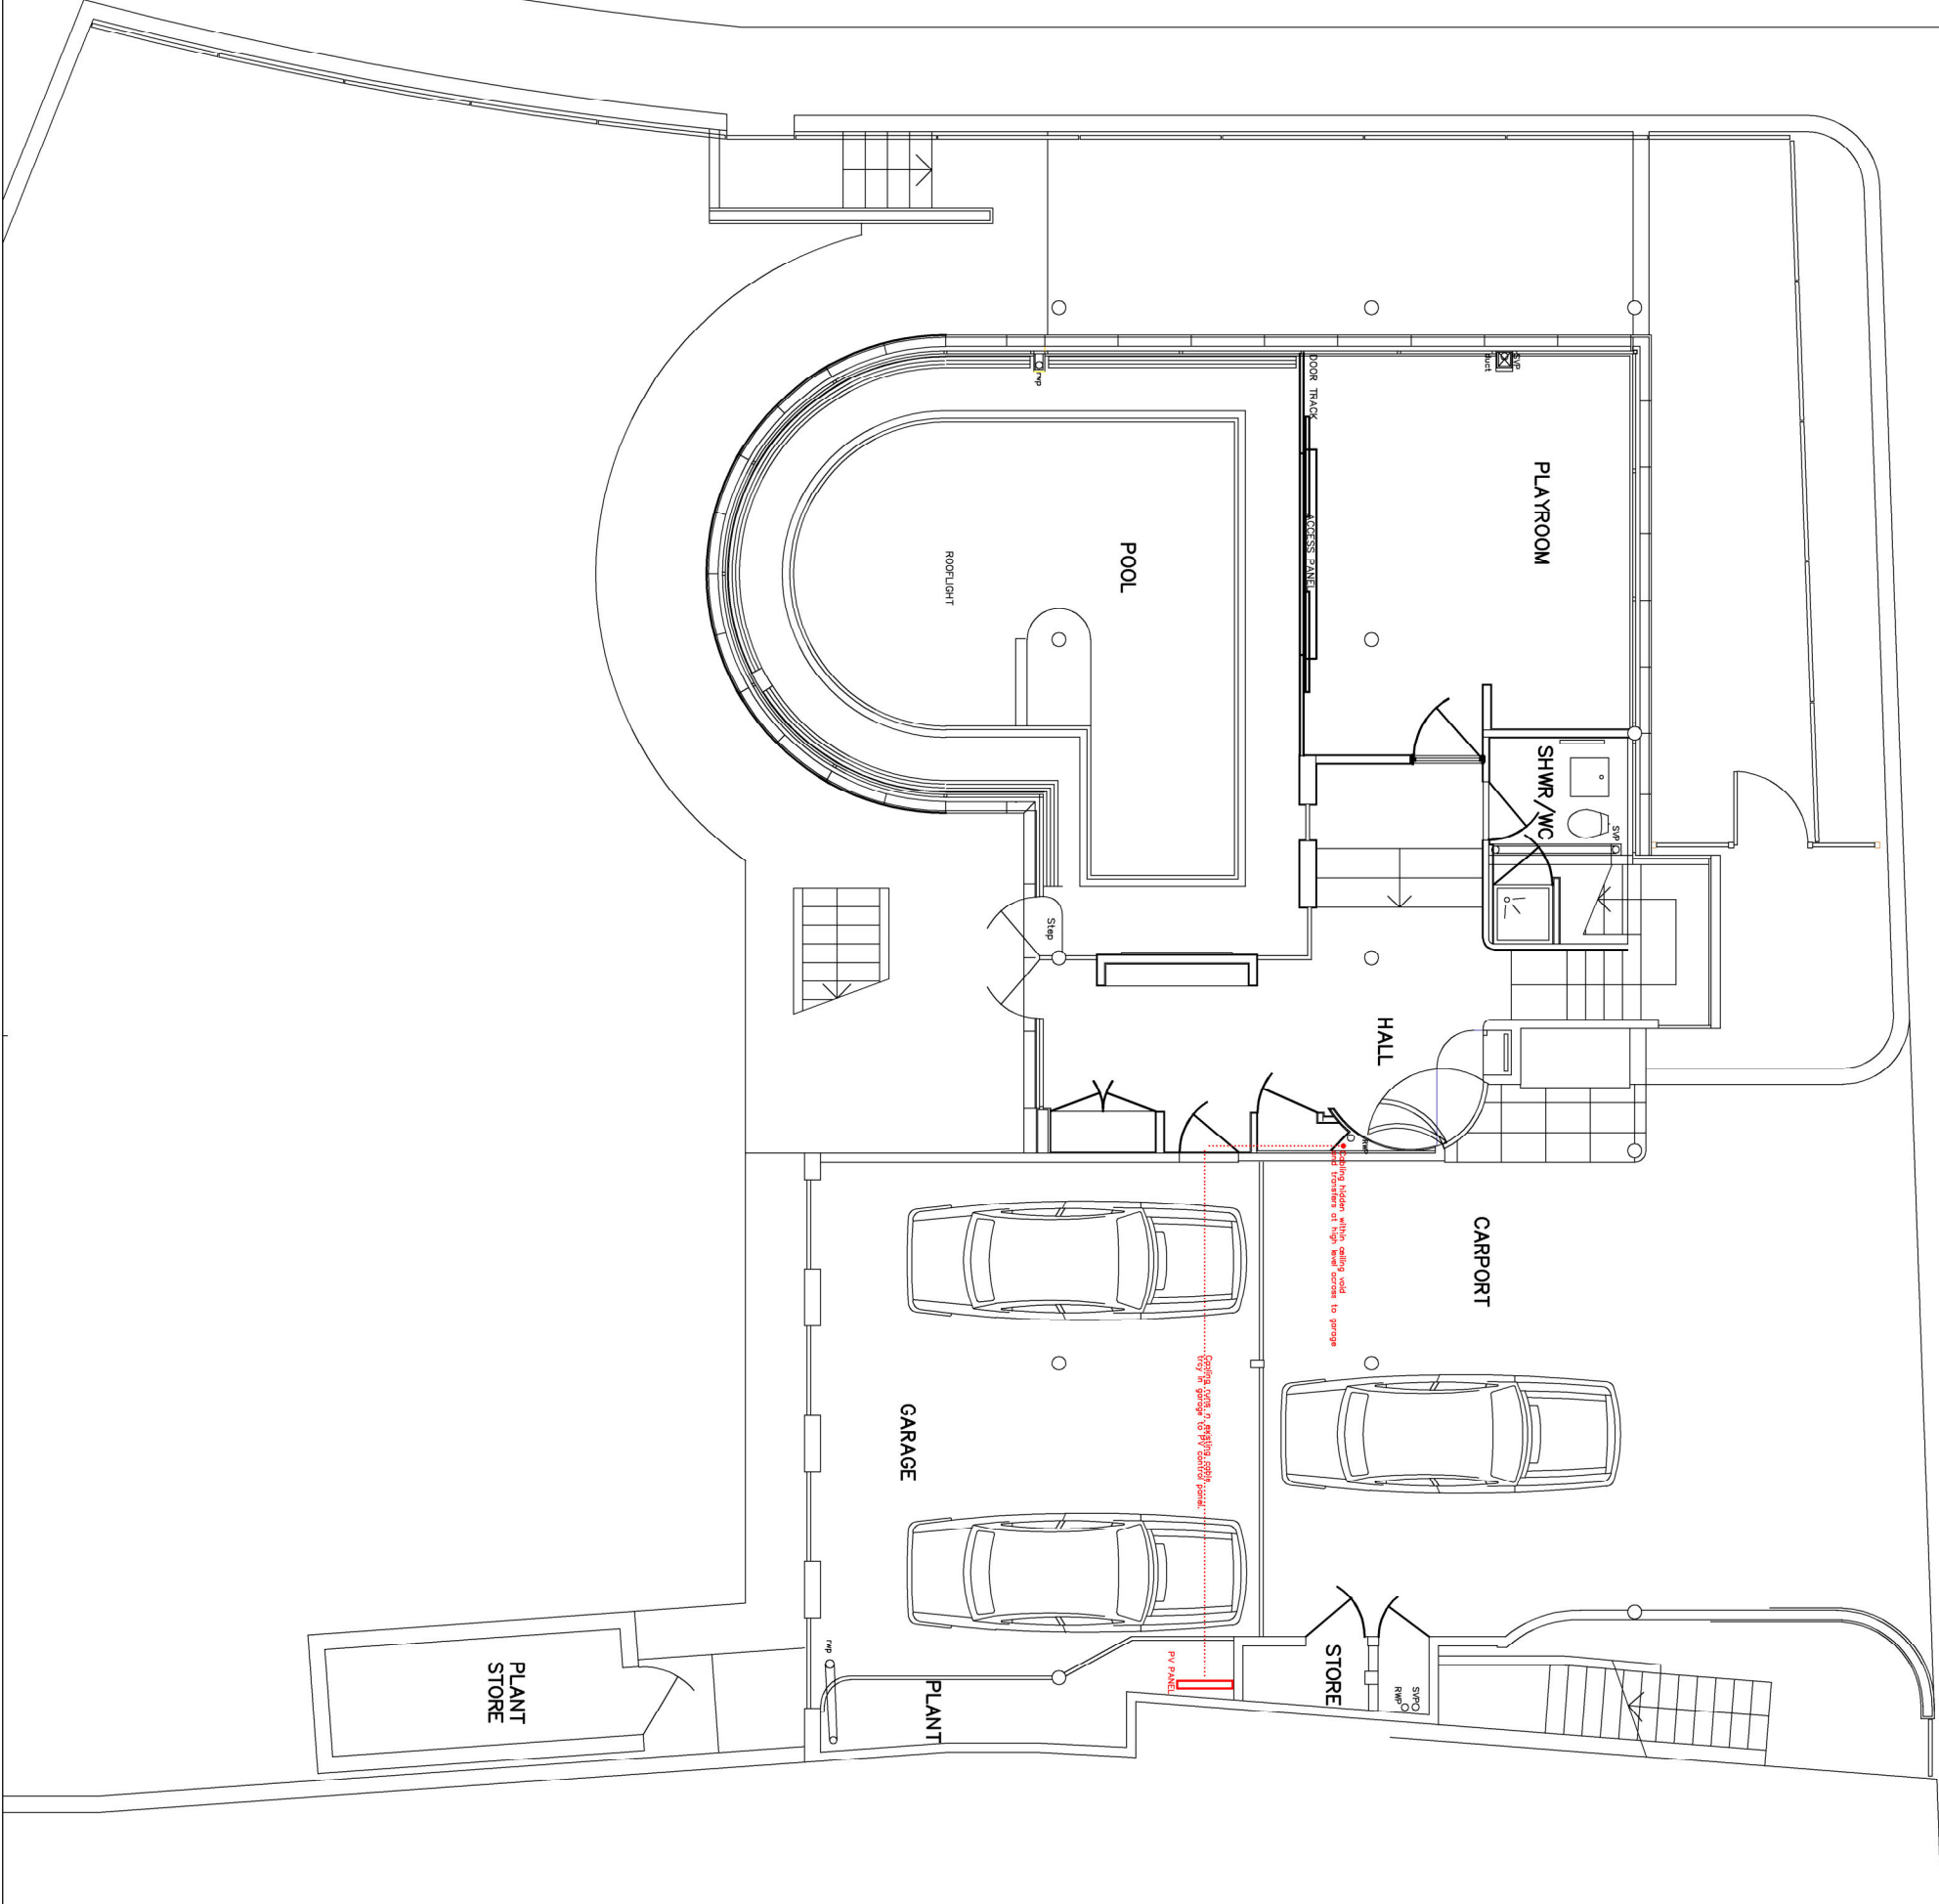 DOOR TRACK
SVP
duct
rwp
PLAYROOM
ACCESS PANEL
POOL
ROOFLIGHT
SHWR/WC
SVP
Step
HALL
RWP
Cabling hidden within ceiling void
and transfers at high level across to garage
CARPORT
Cabling runs in existing cable
tray in garage to PV control panel.
GARAGE
STORE
SVP
RWP
PV PANEL
rwp
PLANT
PLANT
STORE